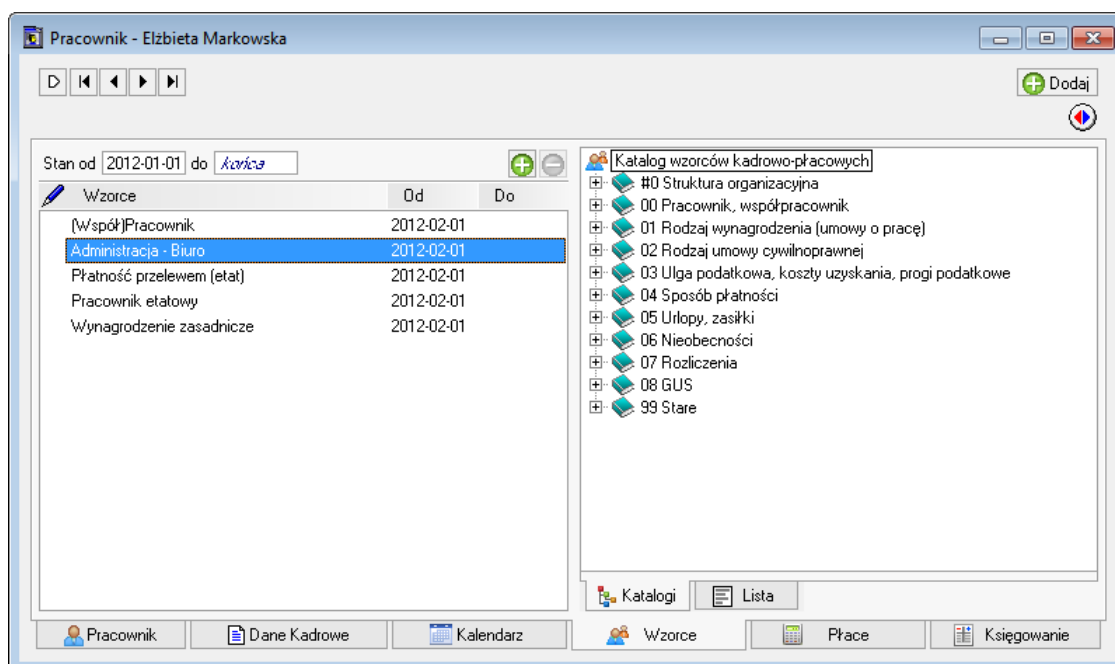 Pracownik - Elżbieta Markowska
Dodaj
Stan od 2012-01-01 do końca
Wzorce Od Do
(Współ)Pracownik 2012-02-01
Administracja - Biuro 2012-02-01
Płatność przelewem (etat) 2012-02-01
Pracownik etatowy 2012-02-01
Wynagrodzenie zasadnicze 2012-02-01
Katalog wzorców kadrowo-płacowych
#0 Struktura organizacyjna
00 Pracownik, współpracownik
01 Rodzaj wynagrodzenia (umowy o pracę)
02 Rodzaj umowy cywilnoprawnej
03 Ulga podatkowa, koszty uzyskania, progi podatkowe
04 Sposób płatności
05 Urlopy, zasiłki
06 Nieobecności
07 Rozliczenia
08 GUS
99 Stare
Katalogi Lista
Pracownik Dane Kadrowe Kalendarz Wzorce Płace Księgowanie